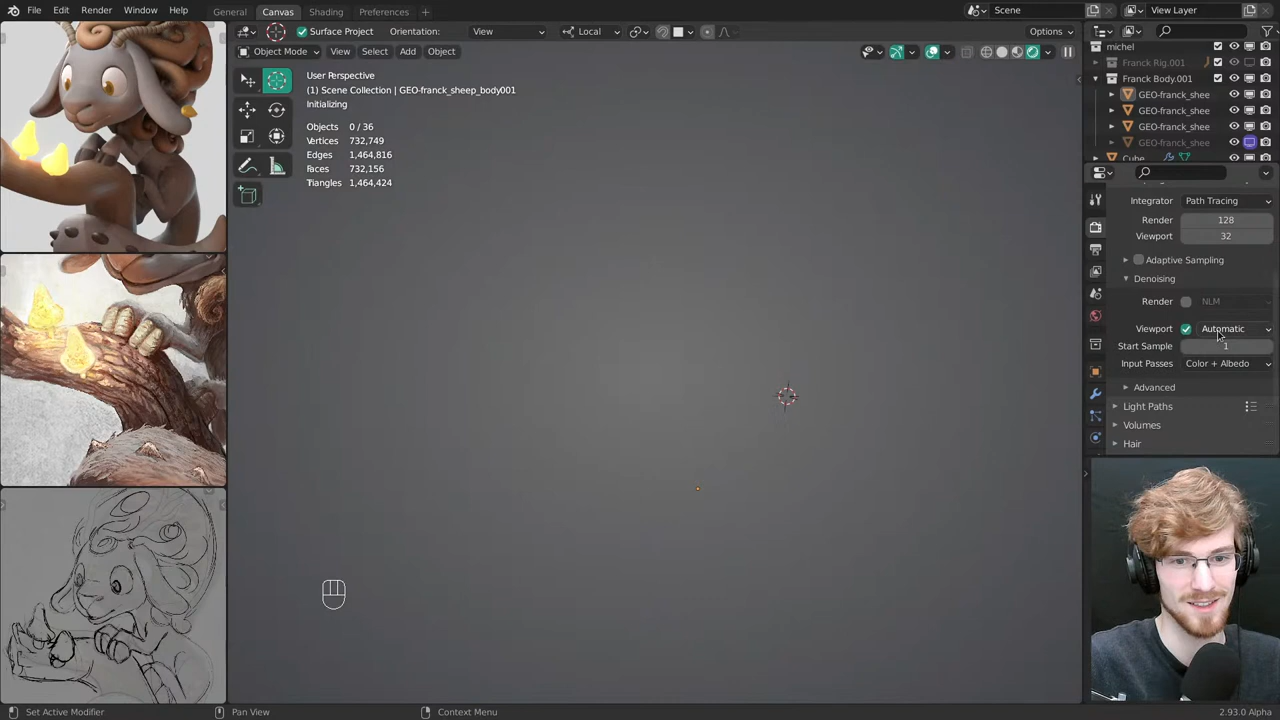 File Edit Render Window Help General Canvas Shading Preferences + Scene View Layer
Surface Project Orientation: View Local Options
Object Mode View Select Add Object
User Perspective
(1) Scene Collection | GEO-franck_sheep_body001
Initializing
Objects 0 / 36
Vertices 732,749
Edges 1,464,816
Faces 732,156
Triangles 1,464,424
michel
Franck Rig.001
Franck Body.001
GEO-franck_shee
GEO-franck_shee
GEO-franck_shee
GEO-franck_shee
Cube
Integrator Path Tracing
Render 128
Viewport 32
Adaptive Sampling
Denoising
Render NLM
Viewport Automatic
Start Sample 1
Input Passes Color + Albedo
Advanced
Light Paths
Volumes
Hair
Set Active Modifier Pan View Context Menu 2.93.0 Alpha